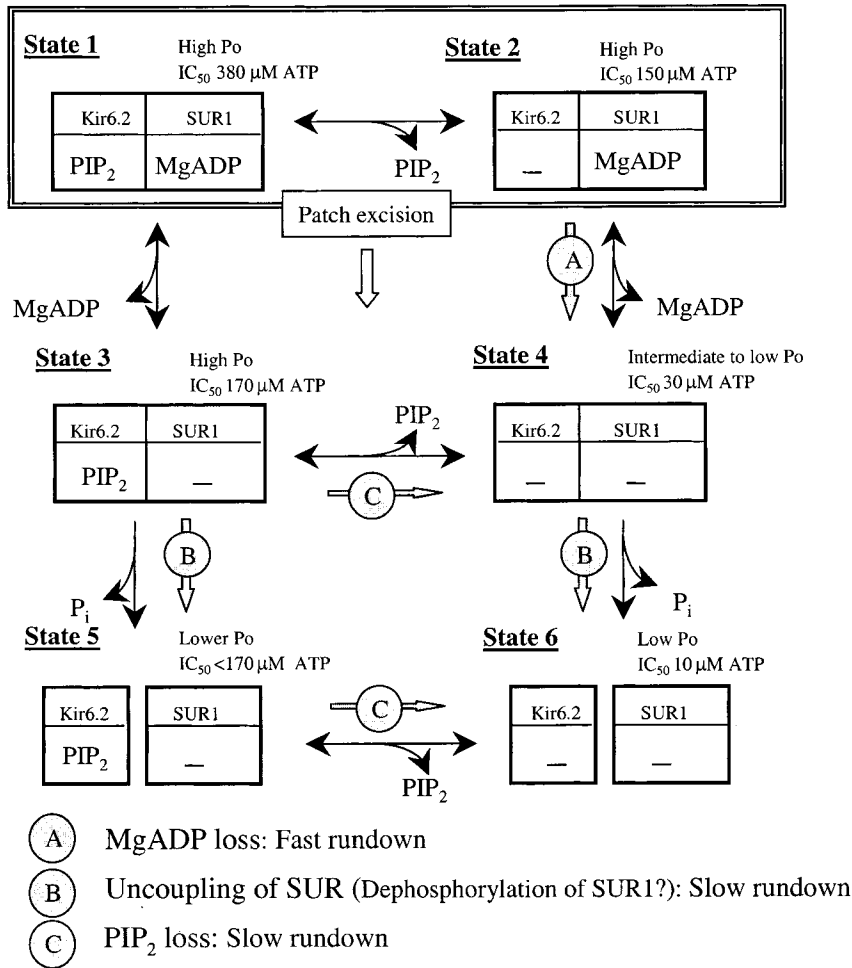 State 1
High Po
IC50 380 µM ATP
Kir6.2 SUR1
PIP2 MgADP
PIP2
State 2
High Po
IC50 150 µM ATP
Kir6.2 SUR1
– MgADP
Patch excision
MgADP
A
MgADP
State 3
High Po
IC50 170 µM ATP
Kir6.2 SUR1
PIP2 –
PIP2
C
State 4
Intermediate to low Po
IC50 30 µM ATP
Kir6.2 SUR1
– –
Pi
B
B
Pi
State 5
Lower Po
IC50 <170 µM ATP
Kir6.2 SUR1
PIP2 –
C
PIP2
State 6
Low Po
IC50 10 µM ATP
Kir6.2 SUR1
– –
A MgADP loss: Fast rundown
B Uncoupling of SUR (Dephosphorylation of SUR1?): Slow rundown
C PIP2 loss: Slow rundown